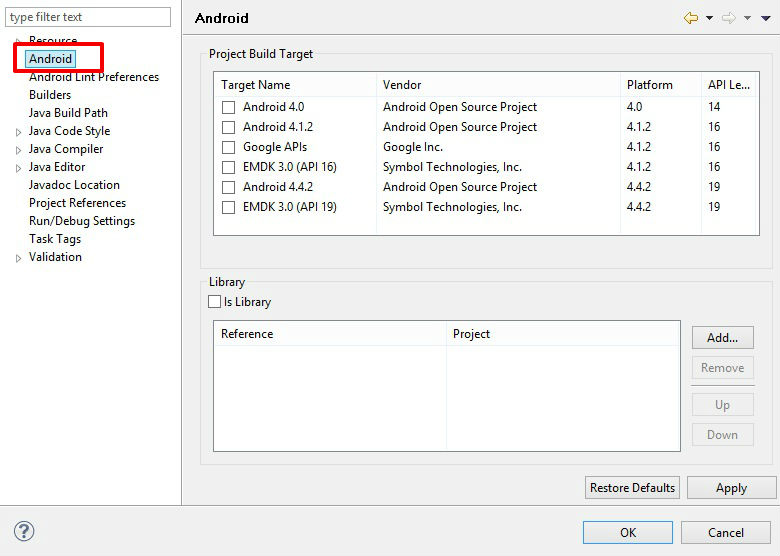 type filter text
Resource
Android
Android Lint Preferences
Builders
Java Build Path
Java Code Style
Java Compiler
Java Editor
Javadoc Location
Project References
Run/Debug Settings
Task Tags
Validation
Android
Project Build Target
Target Name Vendor Platform API Le...
Android 4.0 Android Open Source Project 4.0 14
Android 4.1.2 Android Open Source Project 4.1.2 16
Google APIs Google Inc. 4.1.2 16
EMDK 3.0 (API 16) Symbol Technologies, Inc. 4.1.2 16
Android 4.4.2 Android Open Source Project 4.4.2 19
EMDK 3.0 (API 19) Symbol Technologies, Inc. 4.4.2 19
Library
Is Library
Reference Project
Add...
Remove
Up
Down
Restore Defaults Apply
? OK Cancel